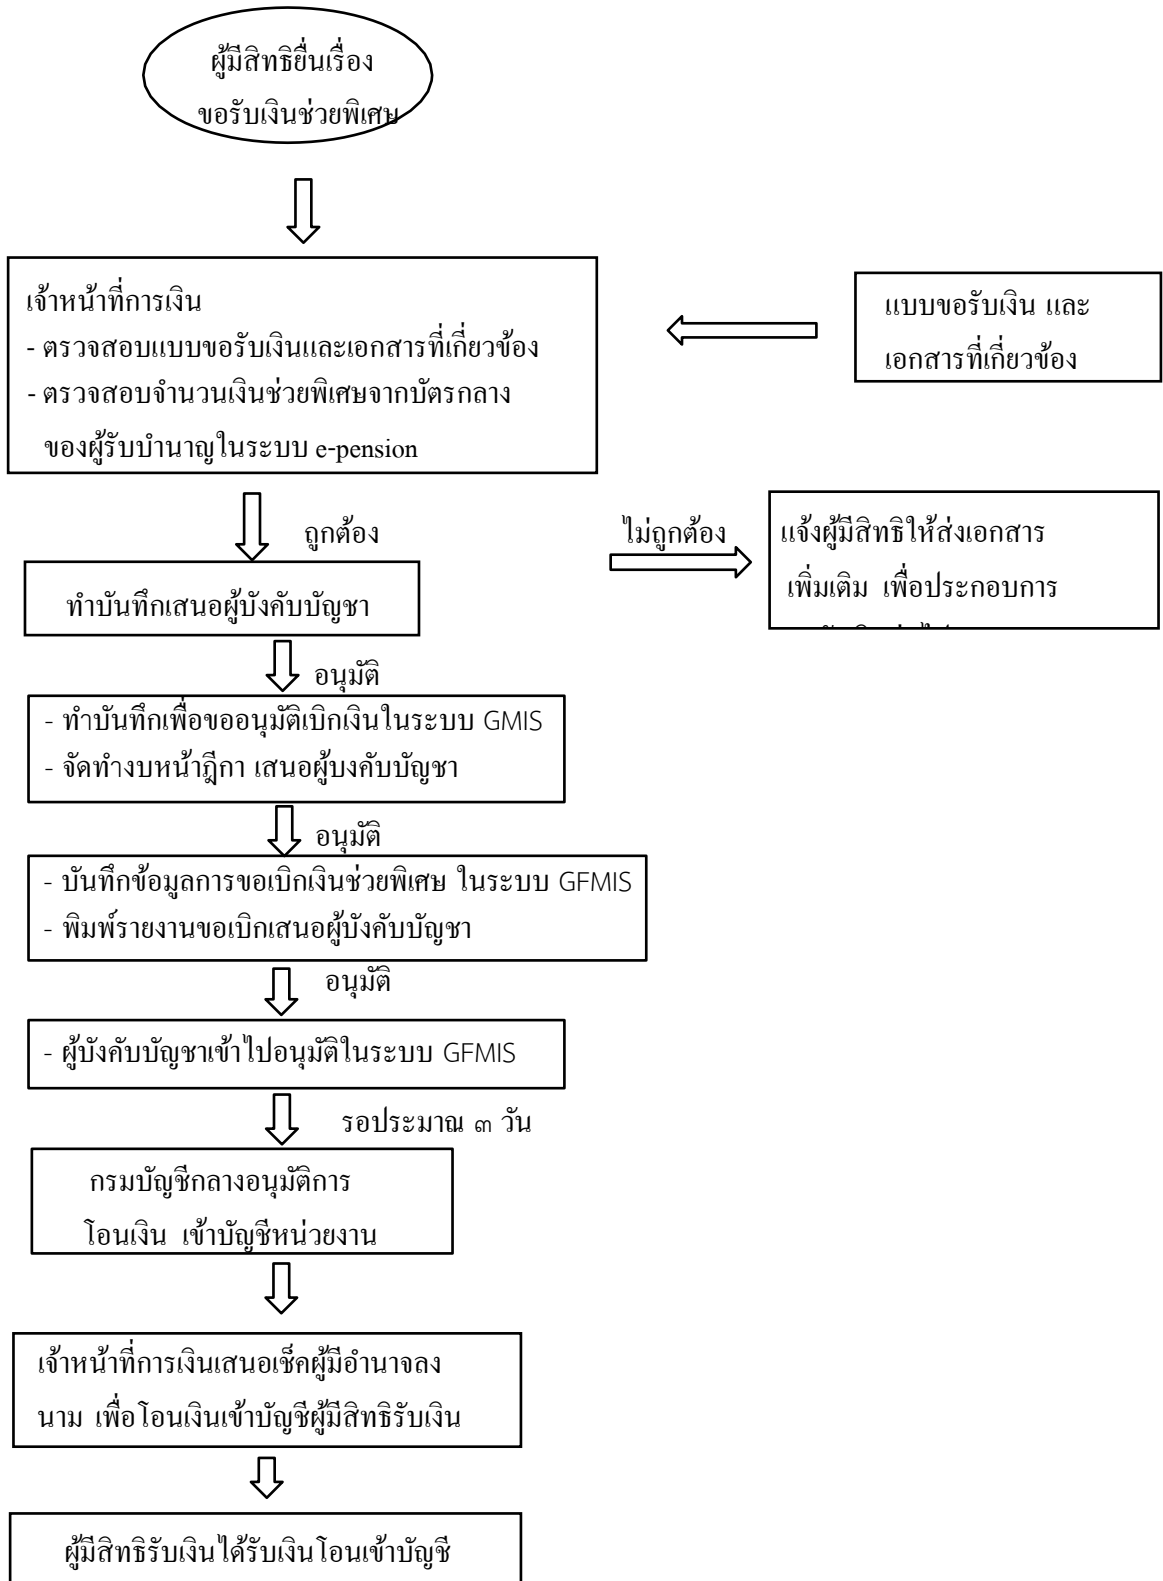 ผู้มีสิทธิยื่นเรื่อง
ขอรับเงินช่วยพิเศษ
เจ้าหน้าที่การเงิน
- ตรวจสอบแบบขอรับเงินและเอกสารที่เกี่ยวข้อง
- ตรวจสอบจำนวนเงินช่วยพิเศษจากบัตรกลาง
ของผู้รับบำนาญในระบบ e-pension
แบบขอรับเงิน และ
เอกสารที่เกี่ยวข้อง
ถูกต้อง
ไม่ถูกต้อง
แจ้งผู้มีสิทธิให้ส่งเอกสาร
เพิ่มเติม เพื่อประกอบการ
ทำบันทึกเสนอผู้บังคับบัญชา
อนุมัติ
- ทำบันทึกเพื่อขออนุมัติเบิกเงินในระบบ GMIS
- จัดทำงบหน้าฎีกา เสนอผู้บงคับบัญชา
อนุมัติ
- บันทึกข้อมูลการขอเบิกเงินช่วยพิเศษ ในระบบ GFMIS
- พิมพ์รายงานขอเบิกเสนอผู้บังคับบัญชา
อนุมัติ
- ผู้บังคับบัญชาเข้าไปอนุมัติในระบบ GFMIS
รอประมาณ ๓ วัน
กรมบัญชีกลางอนุมัติการ
โอนเงิน เข้าบัญชีหน่วยงาน
เจ้าหน้าที่การเงินเสนอเช็คผู้มีอำนาจลง
นาม เพื่อโอนเงินเข้าบัญชีผู้มีสิทธิรับเงิน
ผู้มีสิทธิรับเงินได้รับเงินโอนเข้าบัญชี